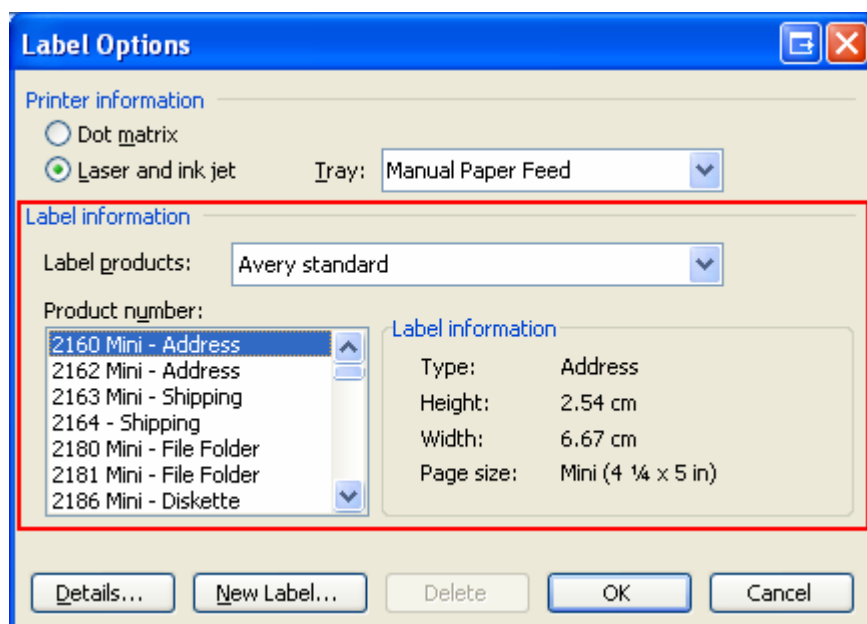 Label Options
Printer information
Dot matrix
Laser and ink jet Tray: Manual Paper Feed
Label information
Label products: Avery standard
Product number:
2160 Mini - Address
2162 Mini - Address
2163 Mini - Shipping
2164 - Shipping
2180 Mini - File Folder
2181 Mini - File Folder
2186 Mini - Diskette
Label information
Type: Address
Height: 2.54 cm
Width: 6.67 cm
Page size: Mini (4 ¼ x 5 in)
Details... New Label... Delete OK Cancel